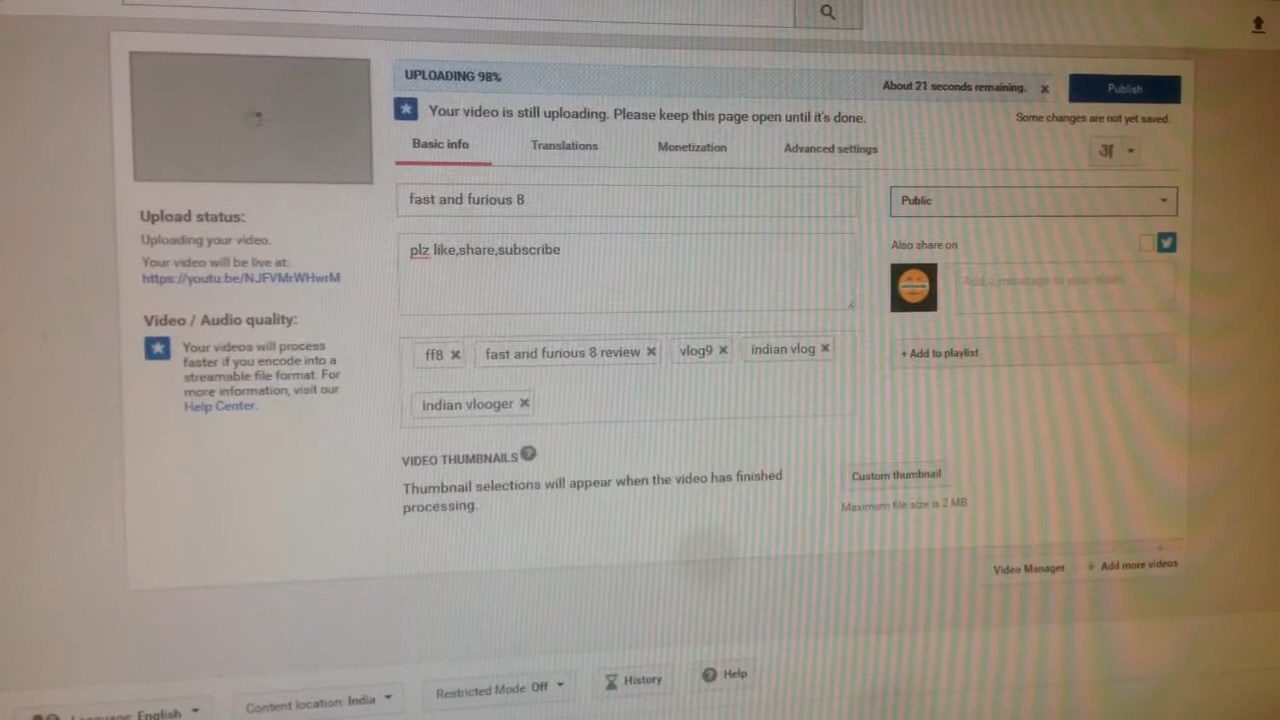 UPLOADING 98%
About 21 seconds remaining.
Publish
Your video is still uploading. Please keep this page open until it's done.
Some changes are not yet saved.
Basic info
Translations
Monetization
Advanced settings
अ
fast and furious 8
Public
Upload status:
Uploading your video.
Your video will be live at:
https://youtu.be/NJFVMrWHwrM
plz like,share,subscribe
Also share on
Add a message to your
Video / Audio quality:
Your videos will process
faster if you encode into a
streamable file format. For
more information, visit our
Help Center.
ff8
fast and furious 8 review
vlog9
indian vlog
+ Add to playlist
indian vlooger
VIDEO THUMBNAILS
Thumbnail selections will appear when the video has finished
processing.
Custom thumbnail
Maximum file size is 2 MB
Video Manager
+ Add more videos
Language: English
Content location: India
Restricted Mode: Off
History
Help